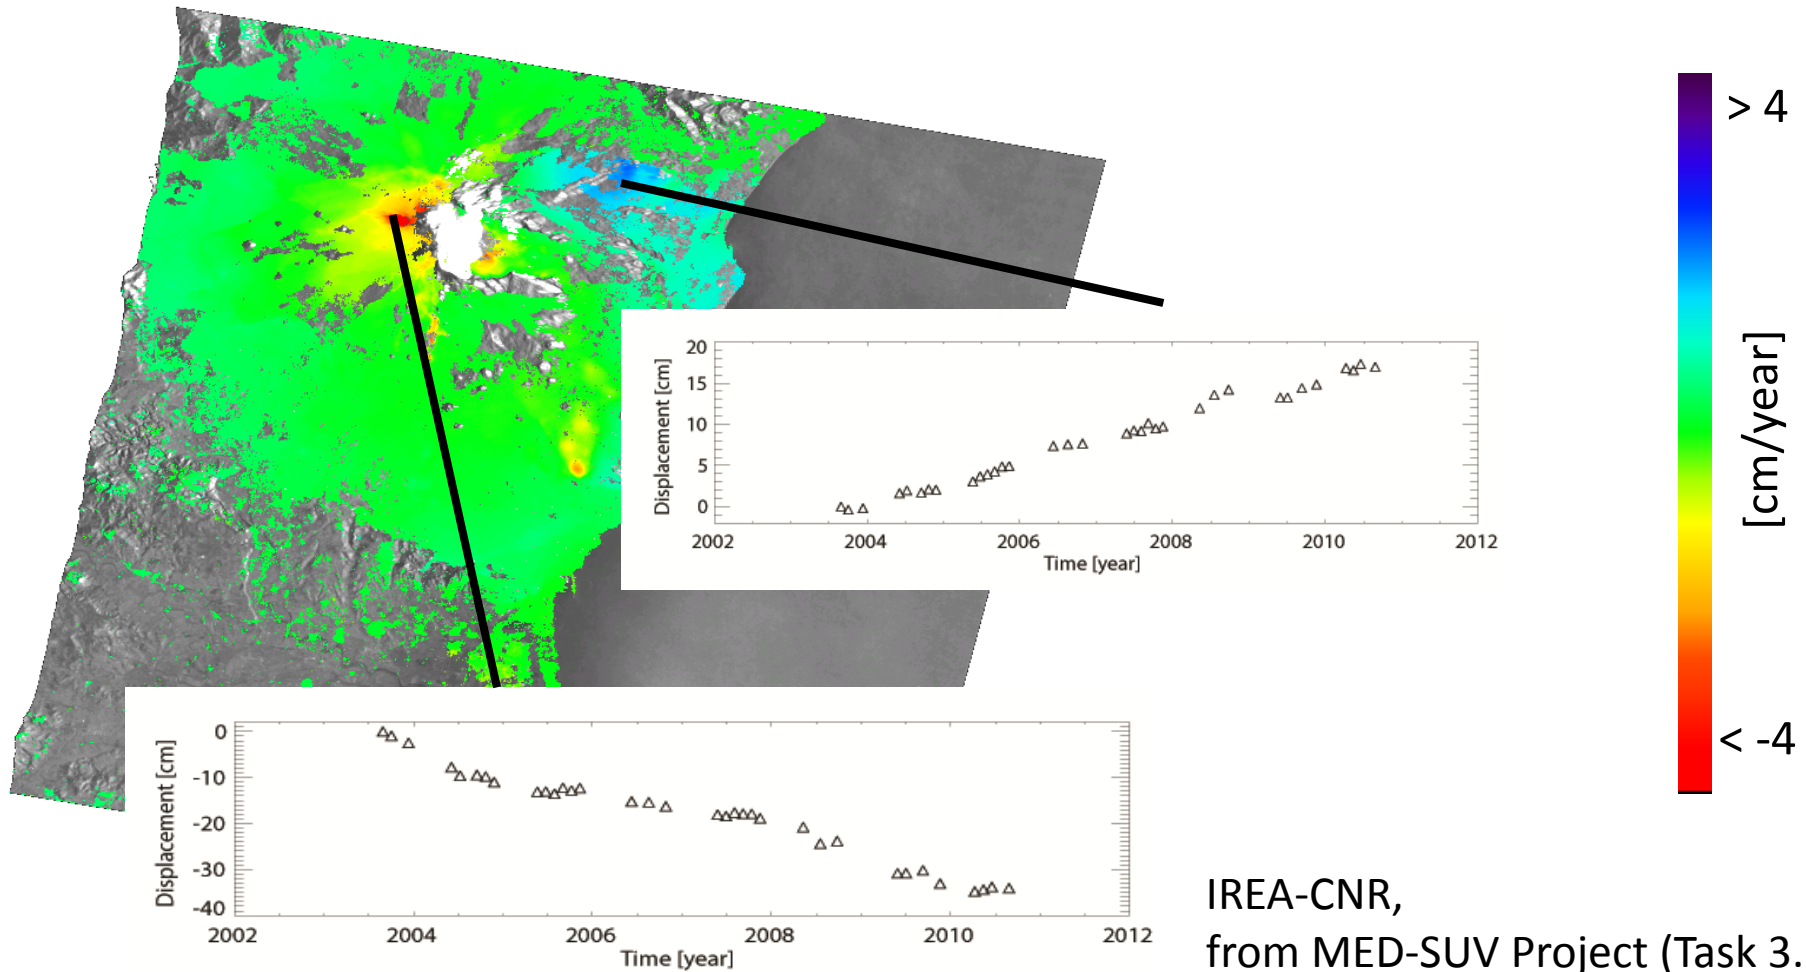 > 4
[cm/year]
< -4
20
15
10
5
0
Displacement [cm]
2002 2004 2006 2008 2010 2012
Time [year]
0
-10
-20
-30
-40
Displacement [cm]
2002 2004 2006 2008 2010 2012
Time [year]
IREA-CNR,
from MED-SUV Project (Task 3.